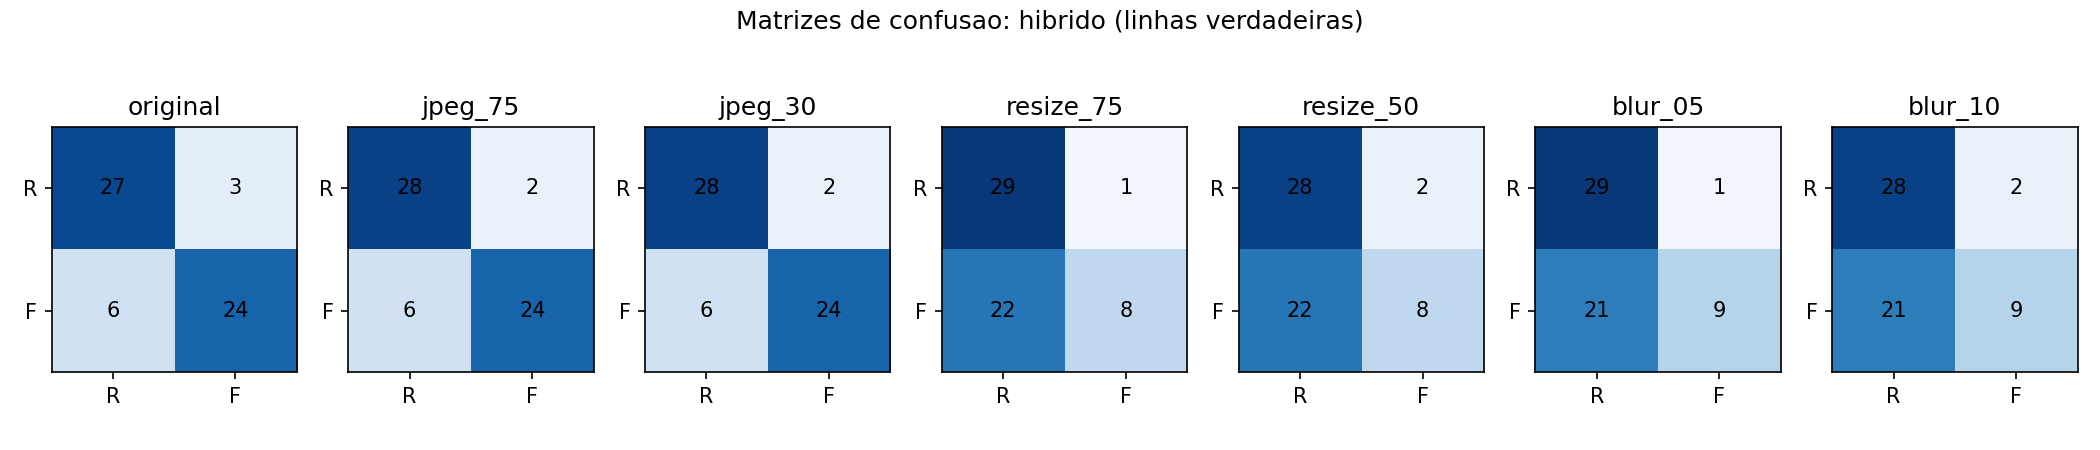 Matrizes de confusao: hibrido (linhas verdadeiras)
original jpeg_75 jpeg_30 resize_75 resize_50 blur_05 blur_10
R 27 3 R 28 2 R 28 2 R 29 1 R 28 2 R 29 1 R 28 2
F 6 24 F 6 24 F 6 24 F 22 8 F 22 8 F 21 9 F 21 9
R F R F R F R F R F R F R F